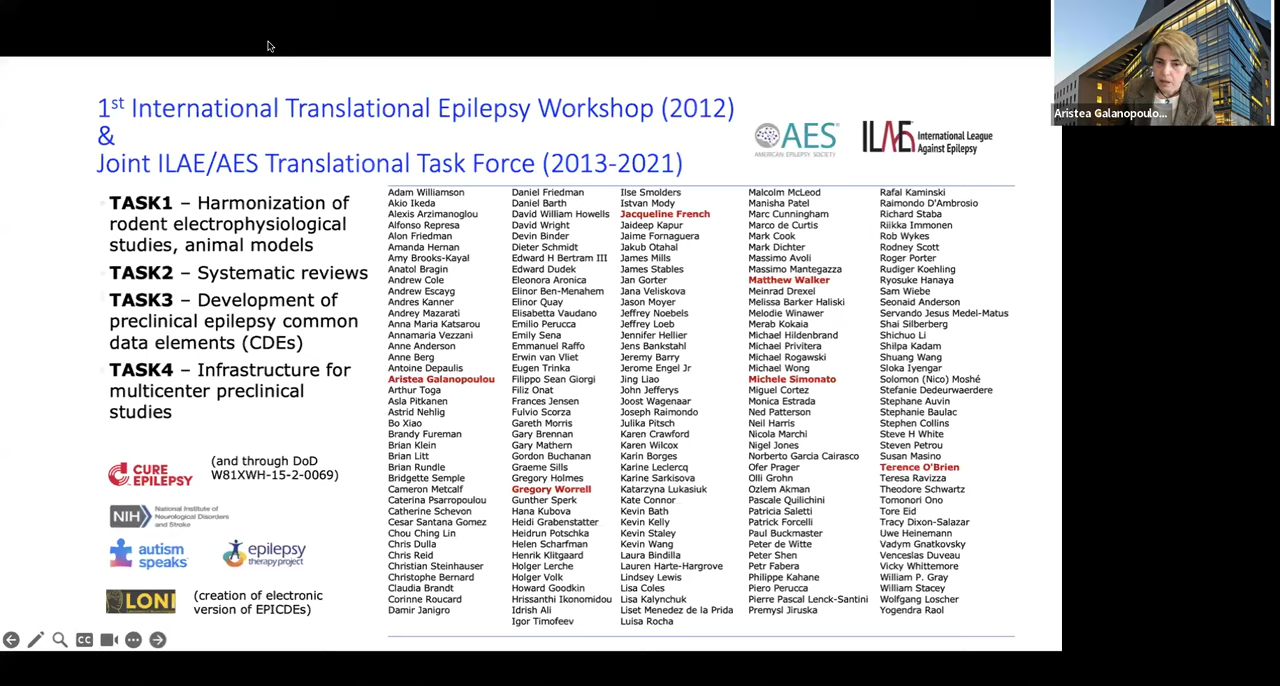 1st International Translational Epilepsy Workshop (2012)
&
Joint ILAE/AES Translational Task Force (2013-2021)
AES
AMERICAN EPILEPSY SOCIETY
ILAE
International League
Against Epilepsy
Aristea Galanopoulo...
TASK1 – Harmonization of
rodent electrophysiological
studies, animal models
TASK2 – Systematic reviews
TASK3 – Development of
preclinical epilepsy common
data elements (CDEs)
TASK4 – Infrastructure for
multicenter preclinical
studies
CURE
EPILEPSY
(and through DoD
W81XWH-15-2-0069)
NIH
National Institute of
Neurological Disorders
and Stroke
autism
speaks
epilepsy
therapy project
LONI
(creation of electronic
version of EPICDEs)
Adam Williamson
Akio Ikeda
Alexis Arzimanoglou
Alfonso Represa
Alon Friedman
Amanda Hernan
Amy Brooks-Kayal
Anatol Bragin
Andrew Cole
Andrew Escayg
Andres Kanner
Andrey Mazarati
Anna Maria Katsarou
Annamaria Vezzani
Anne Anderson
Anne Berg
Antoine Depaulis
Aristea Galanopoulou
Arthur Toga
Asla Pitkanen
Astrid Nehlig
Bo Xiao
Brandy Fureman
Brian Klein
Brian Litt
Brian Rundle
Bridgette Semple
Cameron Metcalf
Caterina Psarropoulou
Catherine Schevon
Cesar Santana Gomez
Chou Ching Lin
Chris Dulla
Chris Reid
Christian Steinhauser
Christophe Bernard
Claudia Brandt
Corinne Roucard
Damir Janigro
Daniel Friedman
Daniel Barth
David William Howells
David Wright
Devin Binder
Dieter Schmidt
Edward H Bertram III
Edward Dudek
Eleonora Aronica
Elinor Ben-Menahem
Elinor Quay
Elisabetta Vaudano
Emilio Perucca
Emily Sena
Emmanuel Raffo
Erwin van Vliet
Eugen Trinka
Filippo Sean Giorgi
Filiz Onat
Frances Jensen
Fulvio Scorza
Gareth Morris
Gary Brennan
Gary Mathern
Gordon Buchanan
Graeme Sills
Gregory Holmes
Gregory Worrell
Gunther Sperk
Hana Kubova
Heidi Grabenstatter
Heidrun Potschka
Helen Scharfman
Henrik Klitgaard
Holger Lerche
Holger Volk
Howard Goodkin
Hrissanthi Ikonomidou
Idrish Ali
Igor Timofeev
Ilse Smolders
Istvan Mody
Jacqueline French
Jaideep Kapur
Jaime Fornaguera
Jakub Otahal
James Mills
James Stables
Jan Gorter
Jana Veliskova
Jason Moyer
Jeffrey Noebels
Jeffrey Loeb
Jennifer Hellier
Jens Bankstahl
Jeremy Barry
Jerome Engel Jr
Jing Liao
John Jefferys
Joost Wagenaar
Joseph Raimondo
Julika Pitsch
Karen Crawford
Karen Wilcox
Karin Borges
Karine Leclercq
Karine Sarkisova
Katarzyna Lukasiuk
Kate Connor
Kevin Bath
Kevin Kelly
Kevin Staley
Kevin Wang
Laura Bindilla
Lauren Harte-Hargrove
Lindsey Lewis
Lisa Coles
Lisa Kalynchuk
Liset Menedez de la Prida
Luisa Rocha
Malcolm McLeod
Manisha Patel
Marc Cunningham
Marco de Curtis
Mark Cook
Mark Dichter
Massimo Avoli
Massimo Mantegazza
Matthew Walker
Meinrad Drexel
Melissa Barker Haliski
Melodie Winawer
Merab Kokaia
Michael Hildenbrand
Michael Privitera
Michael Rogawski
Michael Wong
Michele Simonato
Miguel Cortez
Monica Estrada
Ned Patterson
Neil Harris
Nicola Marchi
Nigel Jones
Norberto Garcia Cairasco
Ofer Prager
Olli Grohn
Ozlem Akman
Pascale Quilichini
Patricia Saletti
Patrick Forcelli
Paul Buckmaster
Peter de Witte
Peter Shen
Petr Fabera
Philippe Kahane
Piero Perucca
Pierre Pascal Lenck-Santini
Premysl Jiruska
Rafal Kaminski
Raimondo D'Ambrosio
Richard Staba
Riikka Immonen
Rob Wykes
Rodney Scott
Roger Porter
Rudiger Koehling
Ryosuke Hanaya
Sam Wiebe
Seonaid Anderson
Servando Jesus Medel-Matus
Shai Silberberg
Shichuo Li
Shilpa Kadam
Shuang Wang
Sloka Iyengar
Solomon (Nico) Moshé
Stefanie Dedeurwaerdere
Stephane Auvin
Stephanie Baulac
Stephen Collins
Steve H White
Steven Petrou
Susan Masino
Terence O'Brien
Teresa Ravizza
Theodore Schwartz
Tomonori Ono
Tore Eid
Tracy Dixon-Salazar
Uwe Heinemann
Vadym Gnatkovsky
Venceslas Duveau
Vicky Whittemore
William P. Gray
William Stacey
Wolfgang Loscher
Yogendra Raol
CC